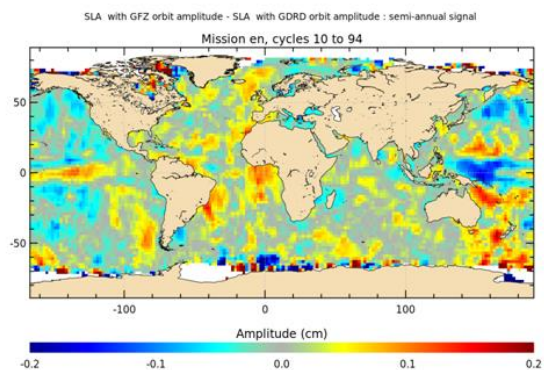 SLA with GFZ orbit amplitude - SLA with GDRD orbit amplitude : semi-annual signal
Mission en, cycles 10 to 94
50
0
-50
-100 0 100
Amplitude (cm)
-0.2 -0.1 0.0 0.1 0.2